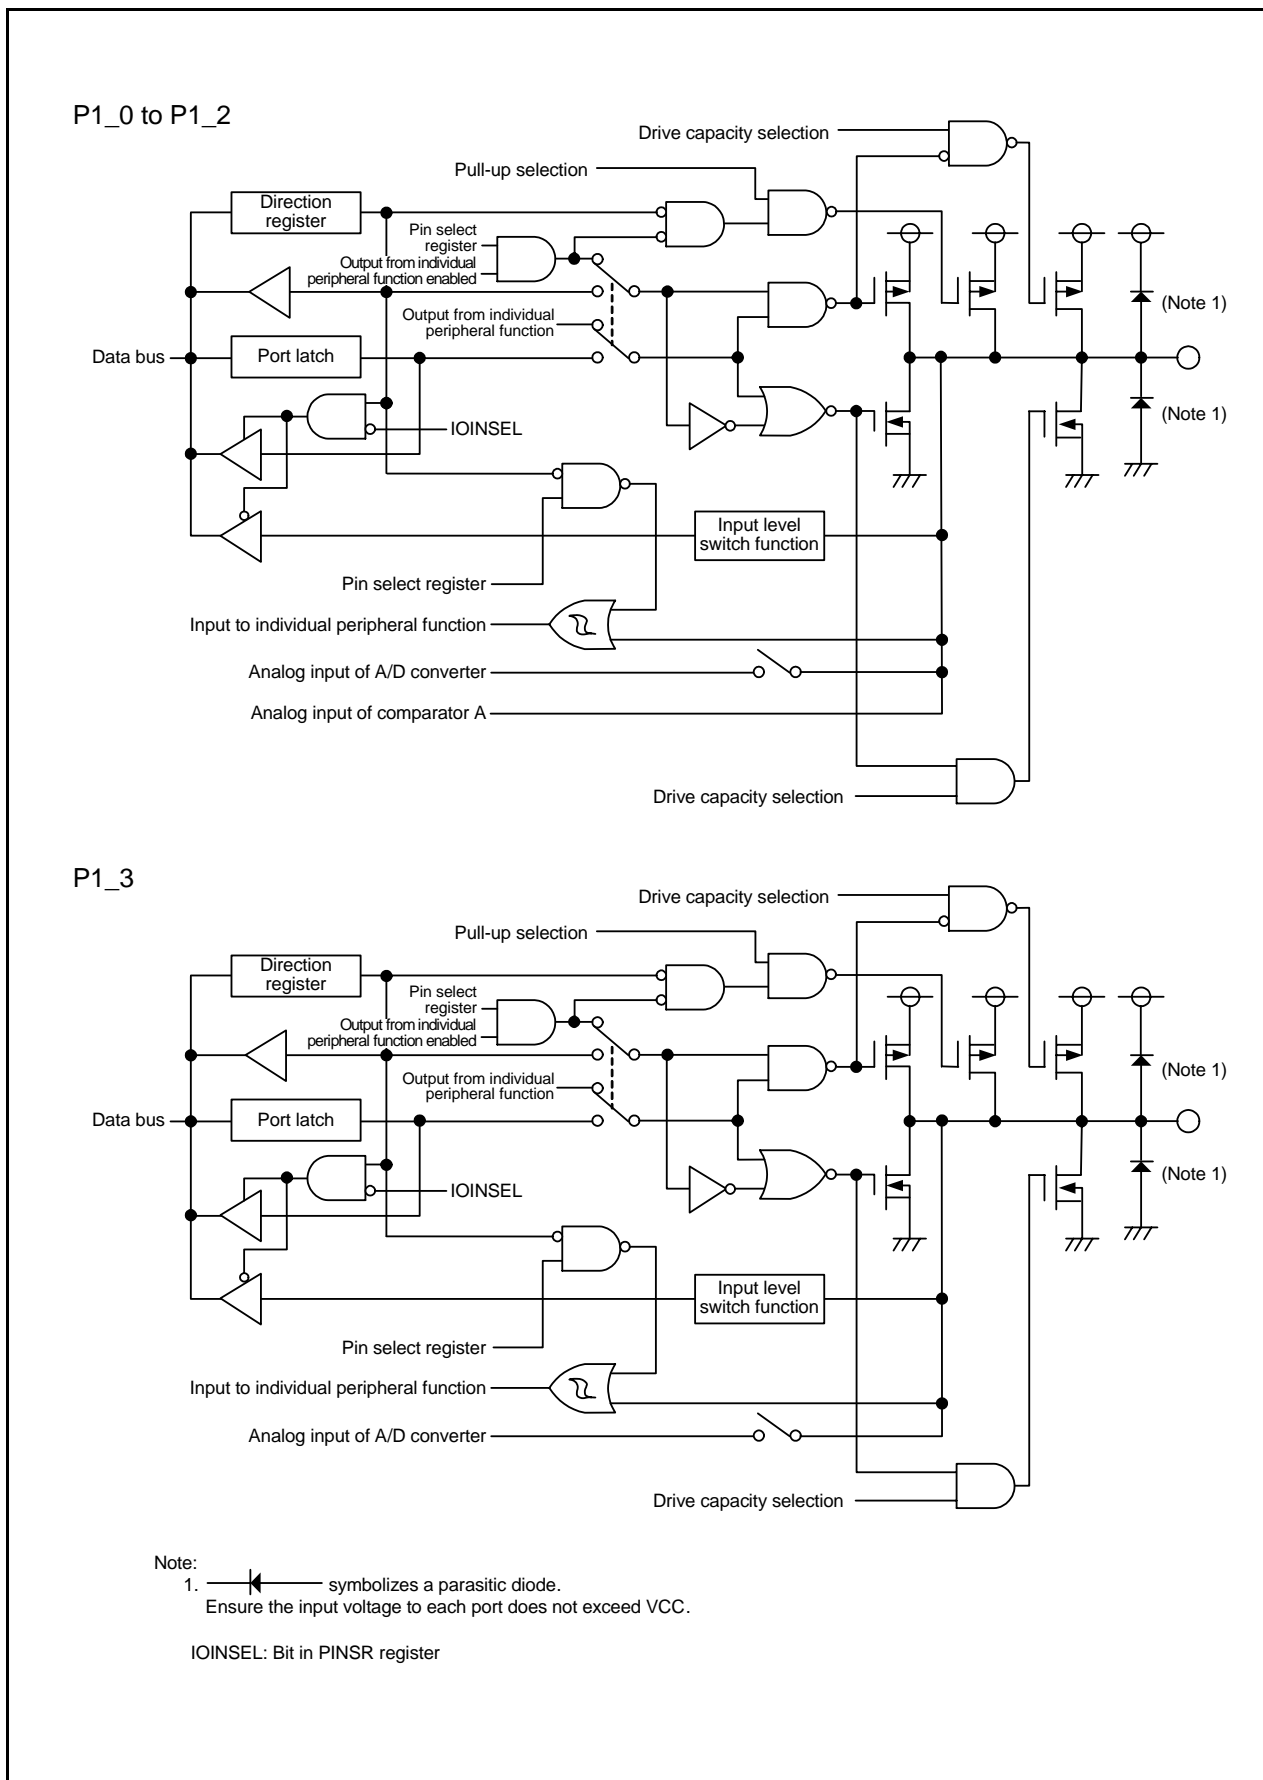 P1_0 to P1_2
Drive capacity selection
Pull-up selection
Direction
register
Pin select
register
Output from individual
peripheral function enabled
Output from individual
peripheral function
(Note 1)
Data bus
Port latch
(Note 1)
IOINSEL
Input level
switch function
Pin select register
Input to individual peripheral function
Analog input of A/D converter
Analog input of comparator A
Drive capacity selection
P1_3
Drive capacity selection
Pull-up selection
Direction
register
Pin select
register
Output from individual
peripheral function enabled
Output from individual
peripheral function
(Note 1)
Data bus
Port latch
(Note 1)
IOINSEL
Input level
switch function
Pin select register
Input to individual peripheral function
Analog input of A/D converter
Drive capacity selection
Note:
1. symbolizes a parasitic diode.
Ensure the input voltage to each port does not exceed VCC.
IOINSEL: Bit in PINSR register